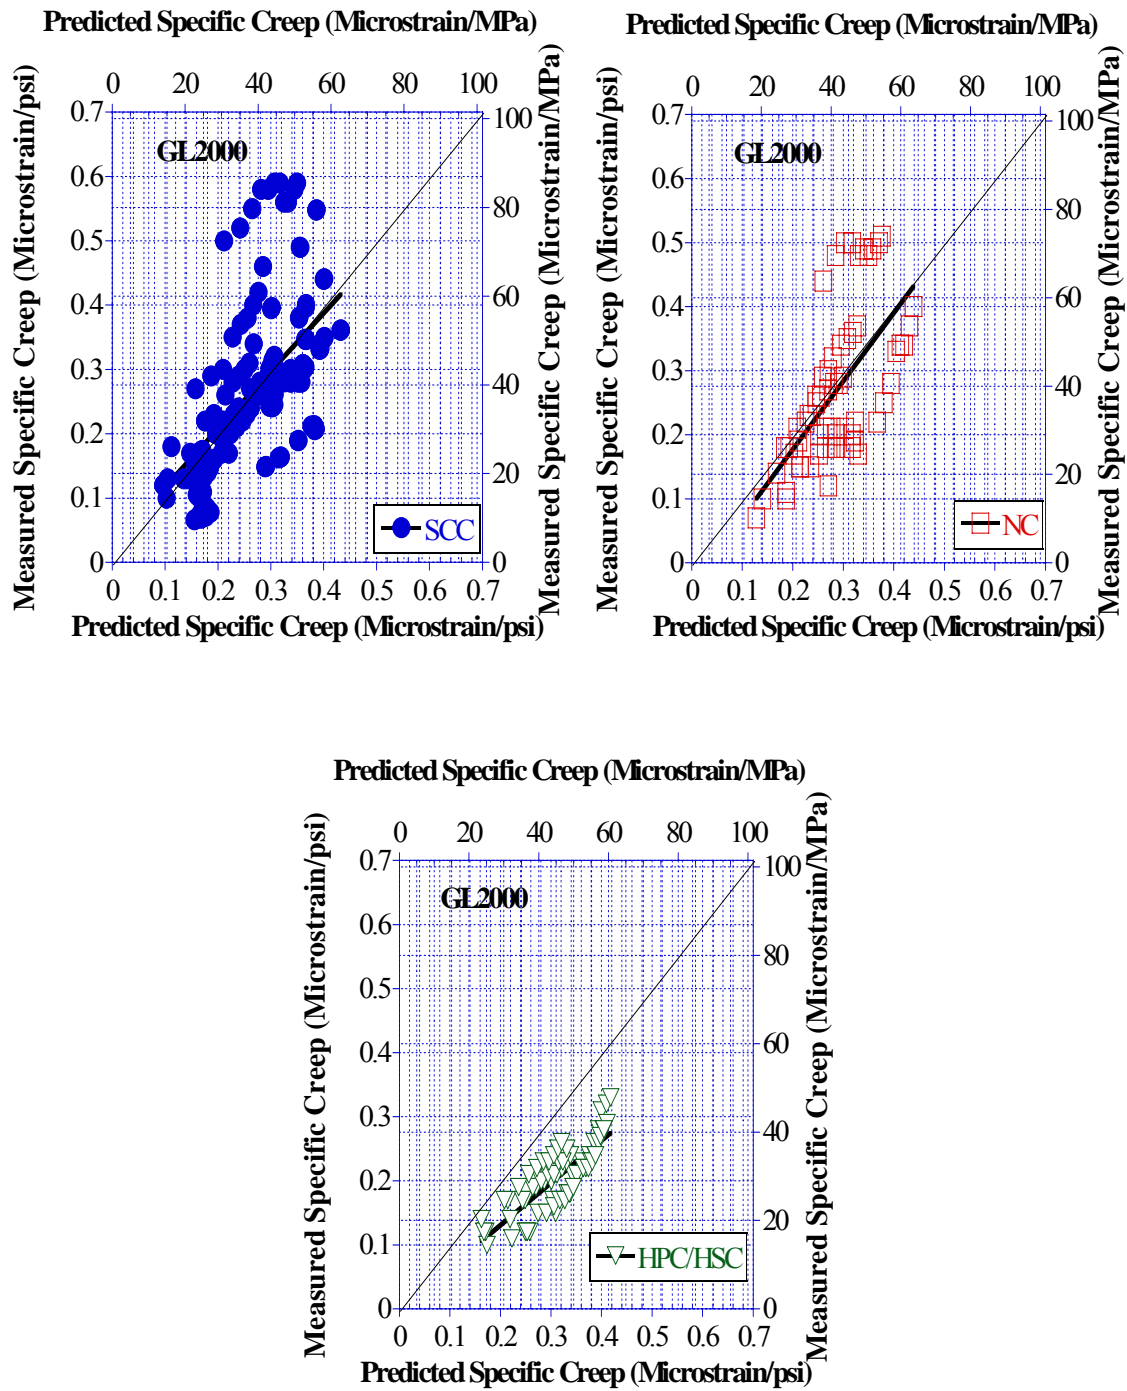 Predicted Specific Creep (Microstrain/MPa)
0 20 40 60 80 100
Measured Specific Creep (Microstrain/psi)
0.7
0.6
0.5
0.4
0.3
0.2
0.1
0
GL2000
SCC
100
80
60
40
20
0
Measured Specific Creep (Microstrain/MPa)
0 0.1 0.2 0.3 0.4 0.5 0.6 0.7
Predicted Specific Creep (Microstrain/psi)
Predicted Specific Creep (Microstrain/MPa)
0 20 40 60 80 100
Measured Specific Creep (Microstrain/psi)
0.7
0.6
0.5
0.4
0.3
0.2
0.1
0
GL2000
NC
100
80
60
40
20
0
Measured Specific Creep (Microstrain/MPa)
0 0.1 0.2 0.3 0.4 0.5 0.6 0.7
Predicted Specific Creep (Microstrain/psi)
Predicted Specific Creep (Microstrain/MPa)
0 20 40 60 80 100
Measured Specific Creep (Microstrain/psi)
0.7
0.6
0.5
0.4
0.3
0.2
0.1
0
GL2000
HPC/HSC
100
80
60
40
20
0
Measured Specific Creep (Microstrain/MPa)
0 0.1 0.2 0.3 0.4 0.5 0.6 0.7
Predicted Specific Creep (Microstrain/psi)